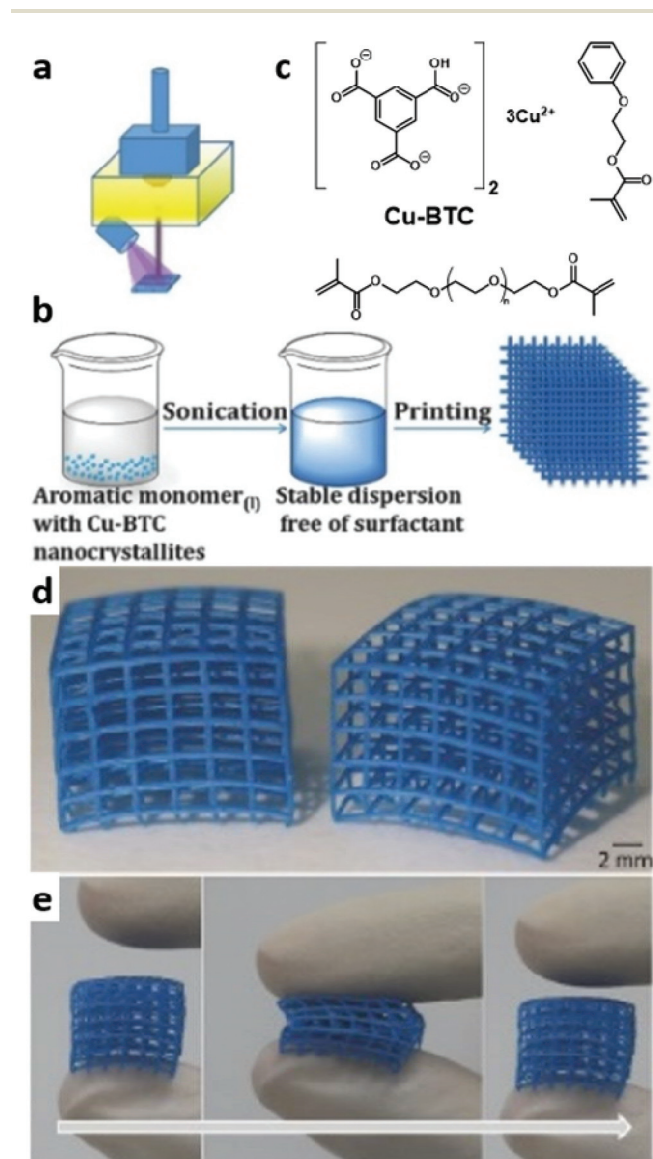 a
c
O⊖
O
OH
O⊖
O
O⊖
2
3Cu²⁺
Cu-BTC
O
O
O
O
O
O
O
n
O
O
b
Sonication
Printing
Aromatic monomer(l)
with Cu-BTC
nanocrystallites
Stable dispersion
free of surfactant
d
2 mm
e